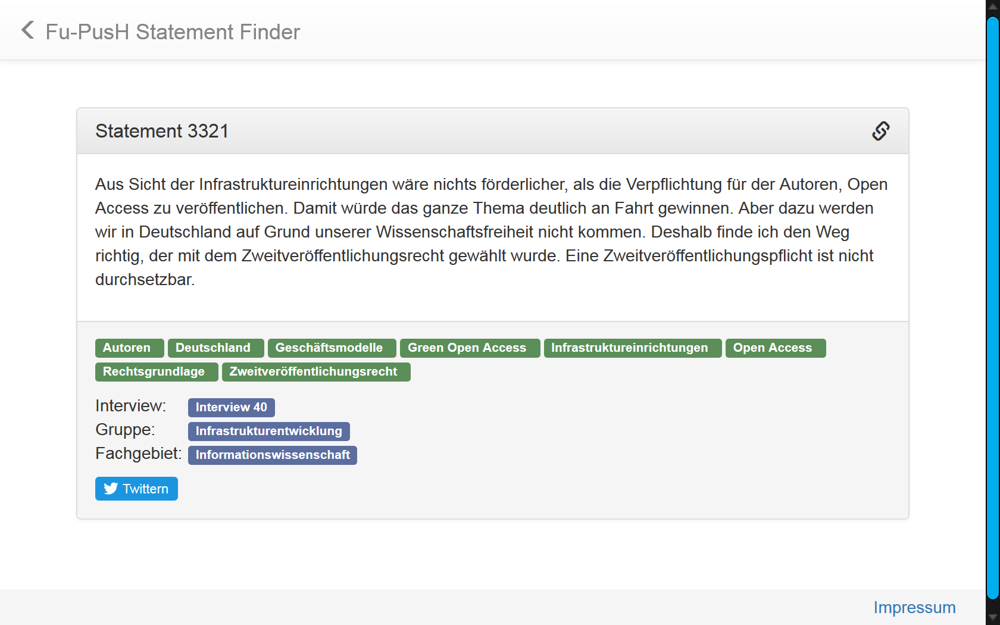 Fu-PusH Statement Finder
Statement 3321
Aus Sicht der Infrastruktureinrichtungen wäre nichts förderlicher, als die Verpflichtung für der Autoren, Open
Access zu veröffentlichen. Damit würde das ganze Thema deutlich an Fahrt gewinnen. Aber dazu werden
wir in Deutschland auf Grund unserer Wissenschaftsfreiheit nicht kommen. Deshalb finde ich den Weg
richtig, der mit dem Zweitveröffentlichungsrecht gewählt wurde. Eine Zweitveröffentlichungspflicht ist nicht
durchsetzbar.
Autoren Deutschland Geschäftsmodelle Green Open Access Infrastruktureinrichtungen Open Access
Rechtsgrundlage Zweitveröffentlichungsrecht
Interview: Interview 40
Gruppe: Infrastrukturentwicklung
Fachgebiet: Informationswissenschaft
Twittern
Impressum